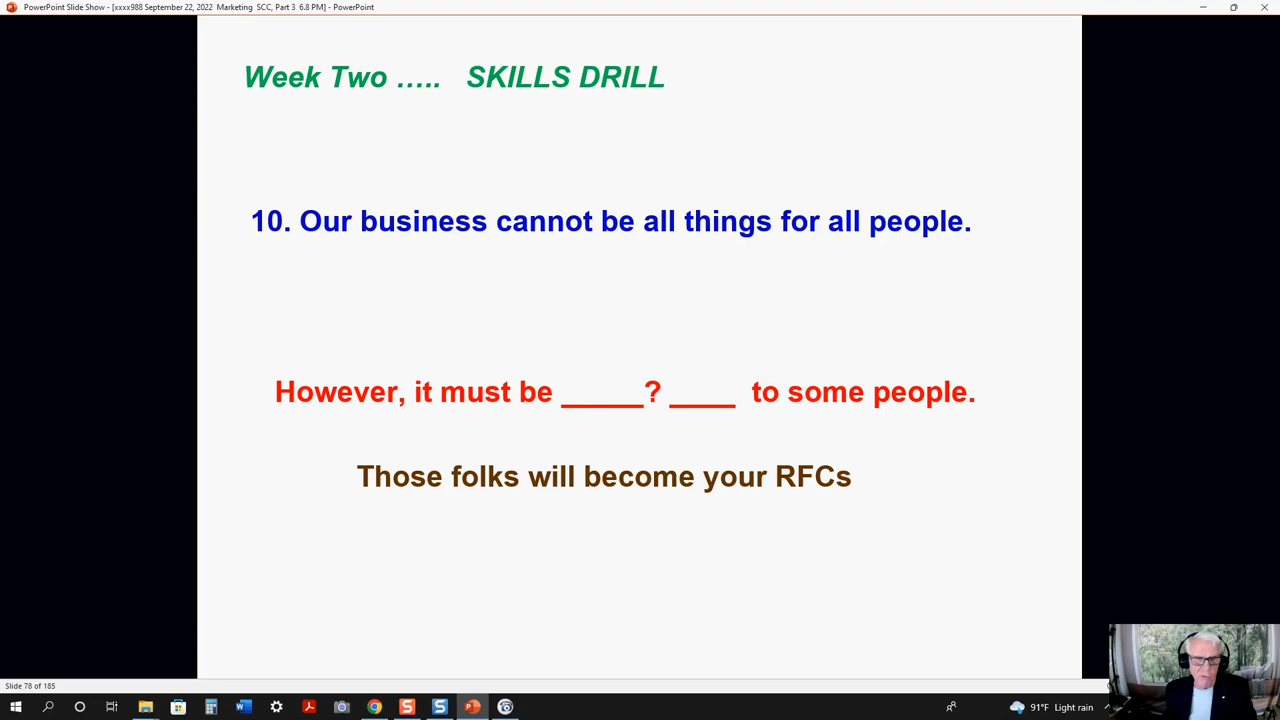 PowerPoint Slide Show - [xxxx988 September 22, 2022 Marketing SCC, Part 3 6.8 PM] - PowerPoint
Week Two ….. SKILLS DRILL
10. Our business cannot be all things for all people.
However, it must be _____? ____ to some people.
Those folks will become your RFCs
Slide 78 of 185
91°F Light rain